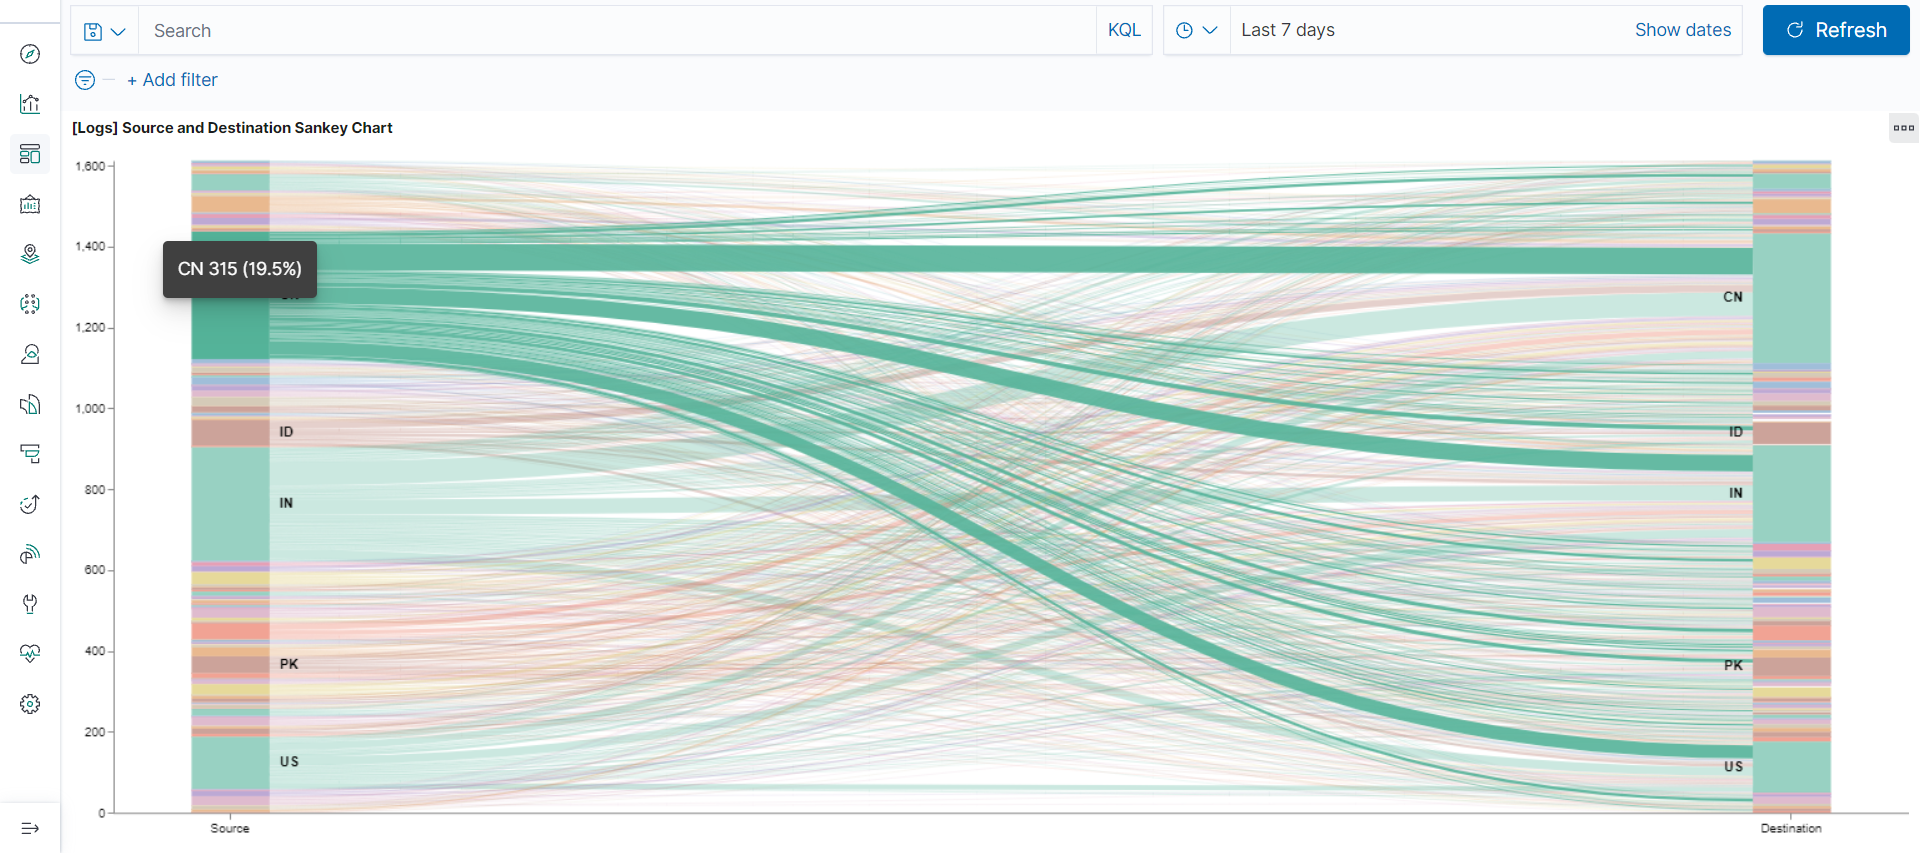 Search
KQL
Last 7 days
Show dates
Refresh
+ Add filter
[Logs] Source and Destination Sankey Chart
1,600
1,400
1,200
1,000
800
600
400
200
0
CN 315 (19.5%)
ID
IN
PK
US
CN
ID
IN
PK
US
Source
Destination